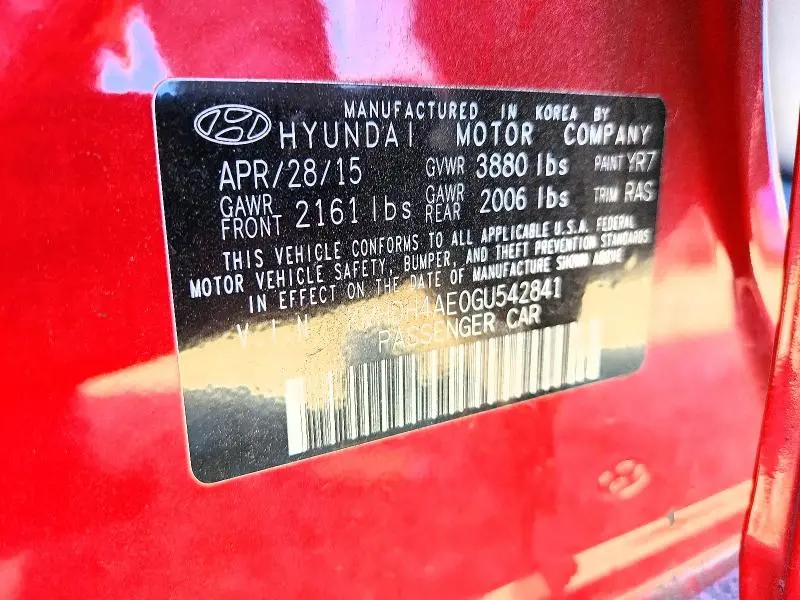 MANUFACTURED IN KOREA BY
HYUNDAI MOTOR COMPANY
APR/28/15 GVWR 3880 lbs PAINT YR7
GAWR FRONT 2161 lbs GAWR REAR 2006 lbs TRIM RAS
THIS VEHICLE CONFORMS TO ALL APPLICABLE U.S.A. FEDERAL
MOTOR VEHICLE SAFETY, BUMPER, AND THEFT PREVENTION STANDARDS
IN EFFECT ON THE DATE OF MANUFACTURE SHOWN ABOVE
V.I.N
PASSENGER CAR